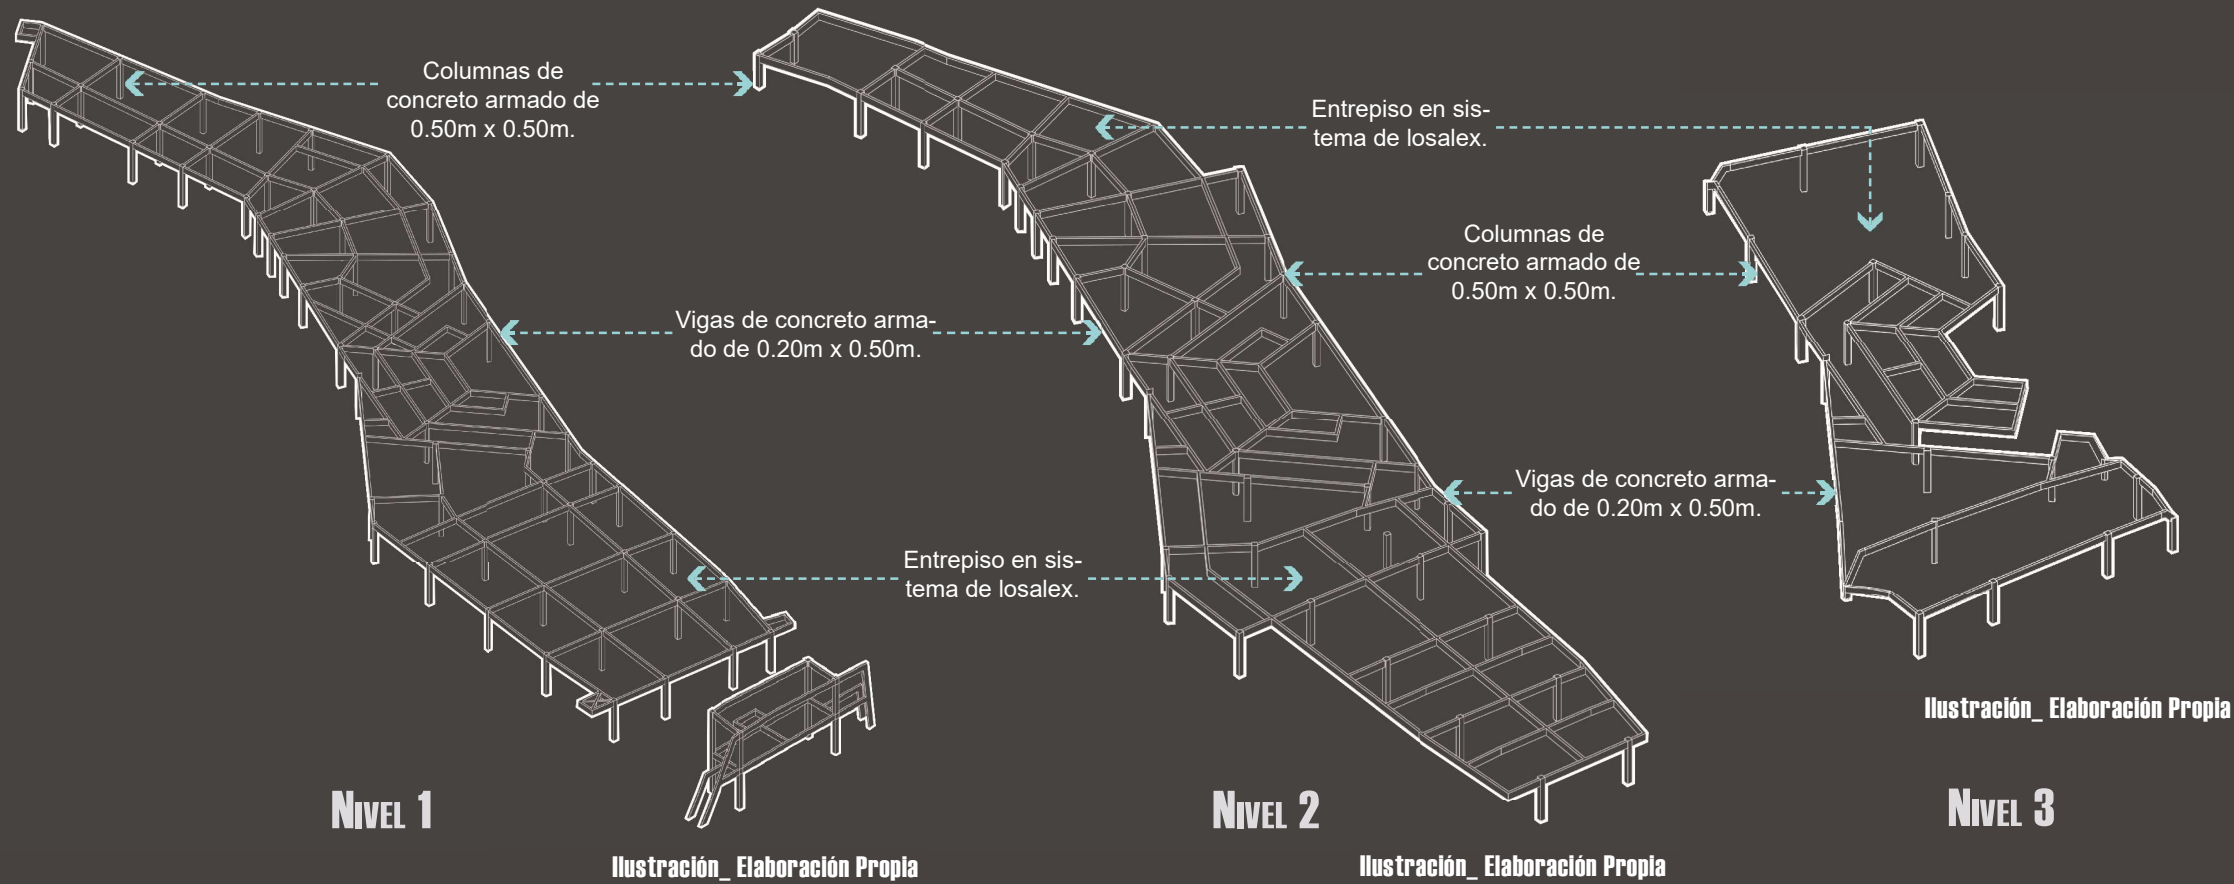 Columnas de
concreto armado de
0.50m x 0.50m.
Entrepiso en sis-
tema de losalex.
Columnas de
concreto armado de
0.50m x 0.50m.
Vigas de concreto arma-
do de 0.20m x 0.50m.
Vigas de concreto arma-
do de 0.20m x 0.50m.
Entrepiso en sis-
tema de losalex.
Ilustración_ Elaboración Propia
NIVEL 1
NIVEL 2
NIVEL 3
Ilustración_ Elaboración Propia
Ilustración_ Elaboración Propia